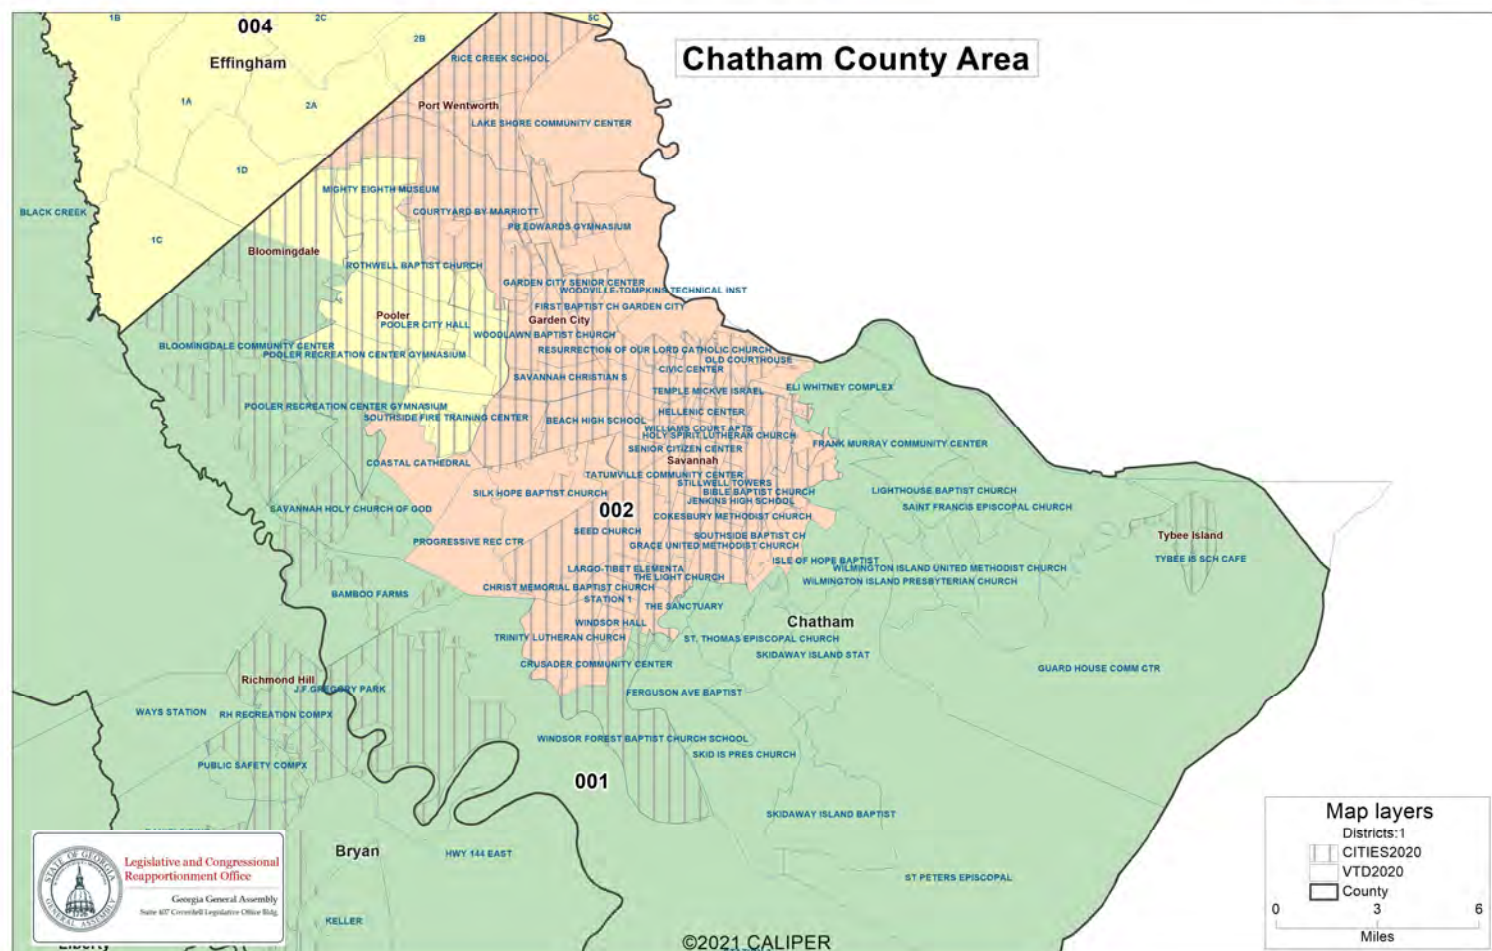 1B
2C
5C
004
2B
Effingham
RICE CREEK SCHOOL
Chatham County Area
1A
2A
Port Wentworth
LAKE SHORE COMMUNITY CENTER
1D
MIGHTY EIGHTH MUSEUM
BLACK CREEK
COURTYARD BY MARRIOTT
PB EDWARDS GYMNASIUM
1C
Bloomingdale
ROTHWELL BAPTIST CHURCH
GARDEN CITY SENIOR CENTER
WOODVILLE-TOMPKINS TECHNICAL INST
FIRST BAPTIST CH GARDEN CITY
Pooler
Garden City
POOLER CITY HALL
WOODLAWN BAPTIST CHURCH
BLOOMINGDALE COMMUNITY CENTER
POOLER RECREATION CENTER GYMNASIUM
RESURRECTION OF OUR LORD CATHOLIC CHURCH
OLD COURTHOUSE
CIVIC CENTER
SAVANNAH CHRISTIAN S
ELI WHITNEY COMPLEX
TEMPLE MICKVE ISRAEL
POOLER RECREATION CENTER GYMNASIUM
SOUTHSIDE FIRE TRAINING CENTER
BEACH HIGH SCHOOL
HELLENIC CENTER
WILLIAMS COURT APTS
HOLY SPIRIT LUTHERAN CHURCH
FRANK MURRAY COMMUNITY CENTER
SENIOR CITIZEN CENTER
Savannah
COASTAL CATHEDRAL
TATUMVILLE COMMUNITY CENTER
STILLWELL TOWERS
SILK HOPE BAPTIST CHURCH
BIBLE BAPTIST CHURCH
LIGHTHOUSE BAPTIST CHURCH
JENKINS HIGH SCHOOL
SAVANNAH HOLY CHURCH OF GOD
002
COKESBURY METHODIST CHURCH
SAINT FRANCIS EPISCOPAL CHURCH
SEED CHURCH
SOUTHSIDE BAPTIST CH
Tybee Island
PROGRESSIVE REC CTR
GRACE UNITED METHODIST CHURCH
ISLE OF HOPE BAPTIST
TYBEE IS SCH CAFE
LARGO-TIBET ELEMENTA
WILMINGTON ISLAND UNITED METHODIST CHURCH
THE LIGHT CHURCH
WILMINGTON ISLAND PRESBYTERIAN CHURCH
CHRIST MEMORIAL BAPTIST CHURCH
BAMBOO FARMS
STATION 1
THE SANCTUARY
WINDSOR HALL
Chatham
TRINITY LUTHERAN CHURCH
ST. THOMAS EPISCOPAL CHURCH
SKIDAWAY ISLAND STAT
CRUSADER COMMUNITY CENTER
GUARD HOUSE COMM CTR
Richmond Hill
J.F.GREGORY PARK
FERGUSON AVE BAPTIST
WAYS STATION
RH RECREATION COMPX
WINDSOR FOREST BAPTIST CHURCH SCHOOL
SKID IS PRES CHURCH
PUBLIC SAFETY COMPX
001
SKIDAWAY ISLAND BAPTIST
Bryan
HWY 144 EAST
ST PETERS EPISCOPAL
KELLER
Map layers
Districts:1
CITIES2020
VTD2020
County
0 3 6
Miles
STATE OF GEORGIA
GENERAL ASSEMBLY
1776
Legislative and Congressional
Reapportionment Office
Georgia General Assembly
Suite 407 Coverdell Legislative Office Bldg.
Liberty
©2021 CALIPER